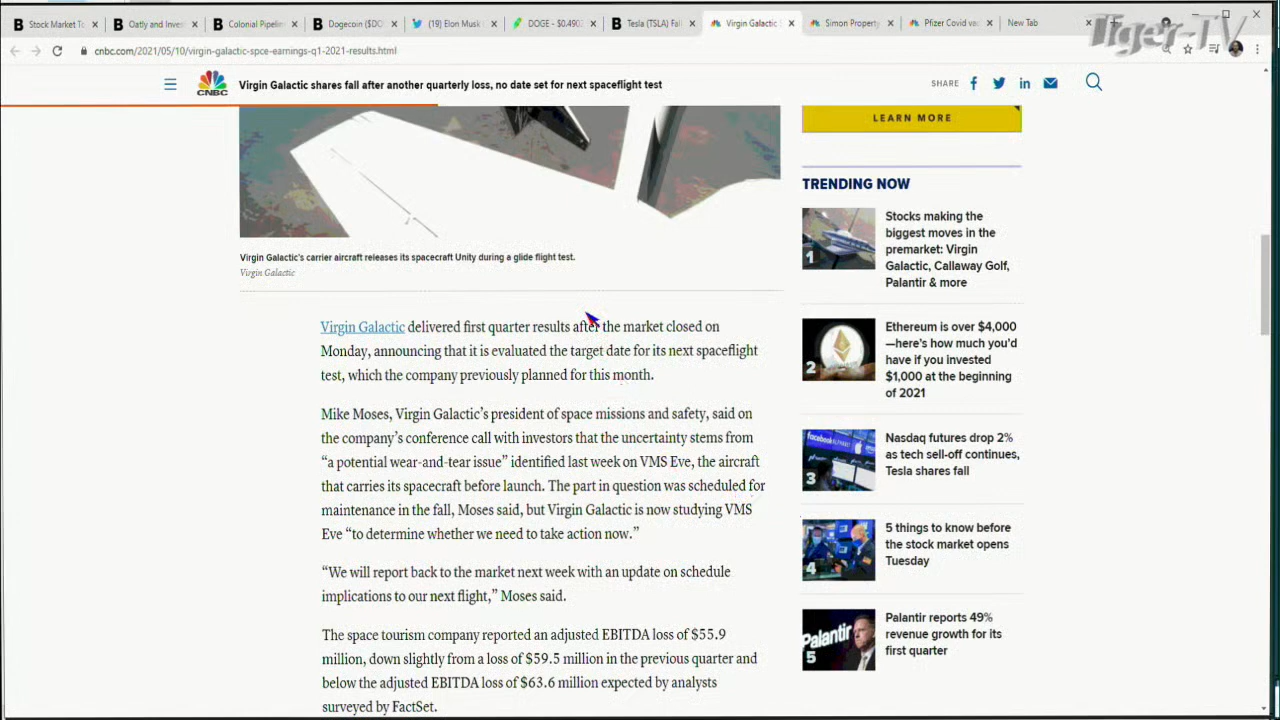 Stock Market To
Oatly and Inves
Colonial Pipelin
Dogecoin ($DO
(19) Elon Musk
DOGE - $0.490
Tesla (TSLA) Fal
Virgin Galactic
Simon Property
Pfizer Covid va
New Tab
Tiger-TV
cnbc.com/2021/05/10/virgin-galactic-spce-earnings-q1-2021-results.html
CNBC
Virgin Galactic shares fall after another quarterly loss, no date set for next spaceflight test
SHARE
Virgin Galactic's carrier aircraft releases its spacecraft Unity during a glide flight test.
Virgin Galactic
Virgin Galactic delivered first quarter results after the market closed on
Monday, announcing that it is evaluated the target date for its next spaceflight
test, which the company previously planned for this month.
Mike Moses, Virgin Galactic's president of space missions and safety, said on
the company's conference call with investors that the uncertainty stems from
“a potential wear-and-tear issue” identified last week on VMS Eve, the aircraft
that carries its spacecraft before launch. The part in question was scheduled for
maintenance in the fall, Moses said, but Virgin Galactic is now studying VMS
Eve “to determine whether we need to take action now.”
“We will report back to the market next week with an update on schedule
implications to our next flight,” Moses said.
The space tourism company reported an adjusted EBITDA loss of $55.9
million, down slightly from a loss of $59.5 million in the previous quarter and
below the adjusted EBITDA loss of $63.6 million expected by analysts
surveyed by FactSet.
LEARN MORE
TRENDING NOW
1
Stocks making the
biggest moves in the
premarket: Virgin
Galactic, Callaway Golf,
Palantir & more
2
Ethereum is over $4,000
—here's how much you'd
have if you invested
$1,000 at the beginning
of 2021
3
Nasdaq futures drop 2%
as tech sell-off continues,
Tesla shares fall
4
5 things to know before
the stock market opens
Tuesday
Palantir
5
Palantir reports 49%
revenue growth for its
first quarter